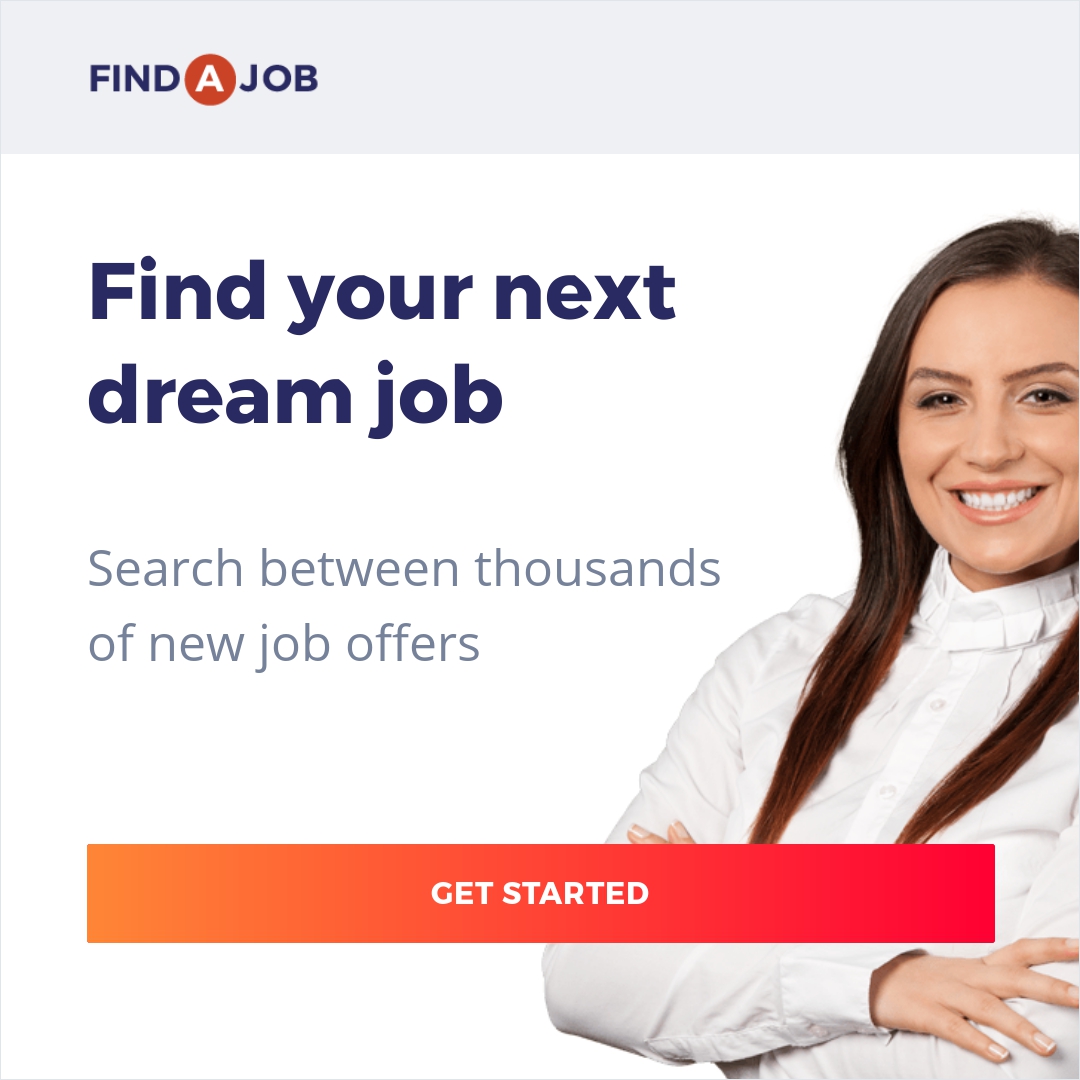 FIND A JOB
Find your next
dream job
Search between thousands
of new job offers
GET STARTED